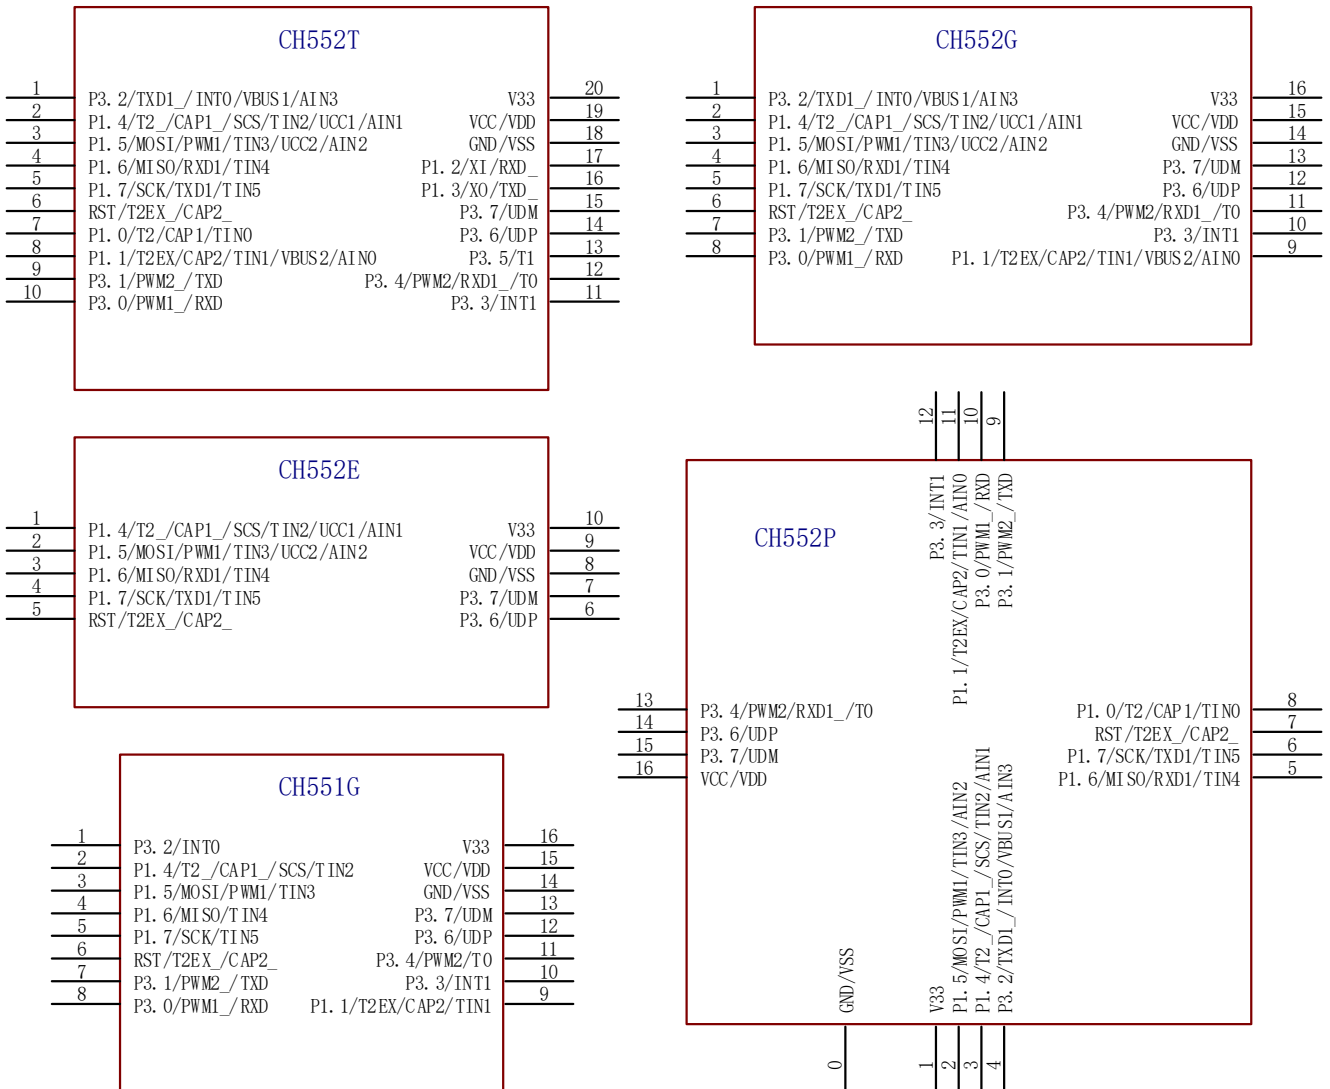 CH552T
1 P3.2/TXD1_/INT0/VBUS1/AIN3 V33 20
2 P1.4/T2_/CAP1_/SCS/TIN2/UCC1/AIN1 VCC/VDD 19
3 P1.5/MOSI/PWM1/TIN3/UCC2/AIN2 GND/VSS 18
4 P1.6/MISO/RXD1/TIN4 P1.2/XI/RXD_ 17
5 P1.7/SCK/TXD1/TIN5 P1.3/XO/TXD_ 16
6 RST/T2EX_/CAP2_ P3.7/UDM 15
7 P1.0/T2/CAP1/TIN0 P3.6/UDP 14
8 P1.1/T2EX/CAP2/TIN1/VBUS2/AIN0 P3.5/T1 13
9 P3.1/PWM2_/TXD P3.4/PWM2/RXD1_/T0 12
10 P3.0/PWM1_/RXD P3.3/INT1 11
CH552G
1 P3.2/TXD1_/INT0/VBUS1/AIN3 V33 16
2 P1.4/T2_/CAP1_/SCS/TIN2/UCC1/AIN1 VCC/VDD 15
3 P1.5/MOSI/PWM1/TIN3/UCC2/AIN2 GND/VSS 14
4 P1.6/MISO/RXD1/TIN4 P3.7/UDM 13
5 P1.7/SCK/TXD1/TIN5 P3.6/UDP 12
6 RST/T2EX_/CAP2_ P3.4/PWM2/RXD1_/T0 11
7 P3.1/PWM2_/TXD P3.3/INT1 10
8 P3.0/PWM1_/RXD P1.1/T2EX/CAP2/TIN1/VBUS2/AIN0 9
CH552E
1 P1.4/T2_/CAP1_/SCS/TIN2/UCC1/AIN1 V33 10
2 P1.5/MOSI/PWM1/TIN3/UCC2/AIN2 VCC/VDD 9
3 P1.6/MISO/RXD1/TIN4 GND/VSS 8
4 P1.7/SCK/TXD1/TIN5 P3.7/UDM 7
5 RST/T2EX_/CAP2_ P3.6/UDP 6
CH552P
12 P3.3/INT1
11 P1.1/T2EX/CAP2/TIN1/AIN0
10 P3.0/PWM1_/RXD
9 P3.1/PWM2_/TXD
13 P3.4/PWM2/RXD1_/T0 P1.0/T2/CAP1/TIN0 8
14 P3.6/UDP RST/T2EX_/CAP2_ 7
15 P3.7/UDM P1.7/SCK/TXD1/TIN5 6
16 VCC/VDD P1.6/MISO/RXD1/TIN4 5
0 GND/VSS
1 V33
2 P1.5/MOSI/PWM1/TIN3/AIN2
3 P1.4/T2_/CAP1_/SCS/TIN2/AIN1
4 P3.2/TXD1_/INT0/VBUS1/AIN3
CH551G
1 P3.2/INT0 V33 16
2 P1.4/T2_/CAP1_/SCS/TIN2 VCC/VDD 15
3 P1.5/MOSI/PWM1/TIN3 GND/VSS 14
4 P1.6/MISO/TIN4 P3.7/UDM 13
5 P1.7/SCK/TIN5 P3.6/UDP 12
6 RST/T2EX_/CAP2_ P3.4/PWM2/T0 11
7 P3.1/PWM2_/TXD P3.3/INT1 10
8 P3.0/PWM1_/RXD P1.1/T2EX/CAP2/TIN1 9